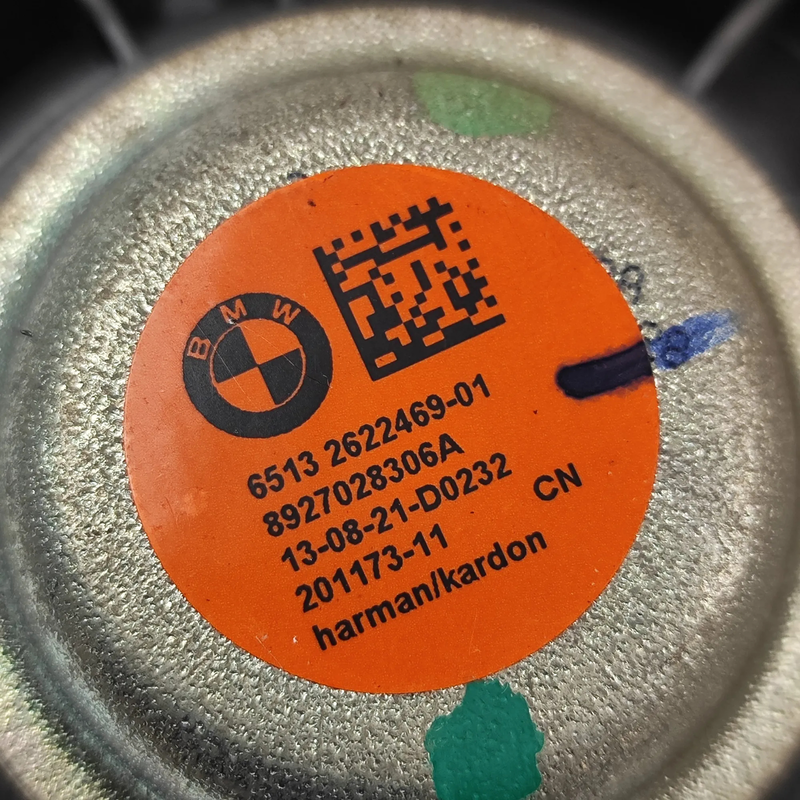 BMW
6513 2622469-01
8927028306A
13-08-21-D0232
201173-11 CN
harman/kardon